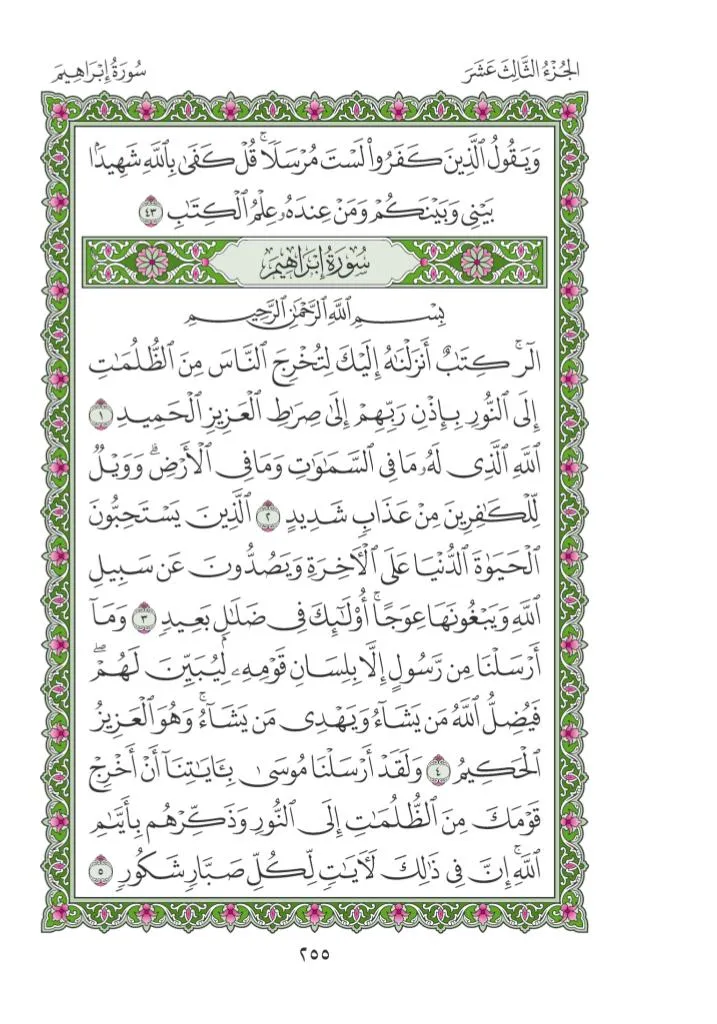 الجُزْءُ الثَّالِثَ عَشَرَ
سُورَةُ إِبْرَاهِيمَ
وَيَقُولُ ٱلَّذِينَ كَفَرُوا۟ لَسْتَ مُرْسَلًاۚ قُلْ كَفَىٰ بِٱللَّهِ شَهِيدًۢا
بَيْنِى وَبَيْنَكُمْ وَمَنْ عِندَهُۥ عِلْمُ ٱلْكِتَٰبِ ٤٣
سُورَةُ إِبْرَاهِيمَ
بِسْمِ ٱللَّهِ ٱلرَّحْمَٰنِ ٱلرَّحِيمِ
الٓرۚ كِتَٰبٌ أَنزَلْنَٰهُ إِلَيْكَ لِتُخْرِجَ ٱلنَّاسَ مِنَ ٱلظُّلُمَٰتِ
إِلَى ٱلنُّورِ بِإِذْنِ رَبِّهِمْ إِلَىٰ صِرَٰطِ ٱلْعَزِيزِ ٱلْحَمِيدِ ١
ٱللَّهِ ٱلَّذِى لَهُۥ مَا فِى ٱلسَّمَٰوَٰتِ وَمَا فِى ٱلْأَرْضِۗ وَوَيْلٌ
لِّلْكَٰفِرِينَ مِنْ عَذَابٍ شَدِيدٍ ٢ ٱلَّذِينَ يَسْتَحِبُّونَ
ٱلْحَيَوٰةَ ٱلدُّنْيَا عَلَى ٱلْءَاخِرَةِ وَيَصُدُّونَ عَن سَبِيلِ
ٱللَّهِ وَيَبْغُونَهَا عِوَجًاۚ أُو۟لَٰٓئِكَ فِى ضَلَٰلٍۭ بَعِيدٍ ٣ وَمَآ
أَرْسَلْنَا مِن رَّسُولٍ إِلَّا بِلِسَانِ قَوْمِهِۦ لِيُبَيِّنَ لَهُمْۖ
فَيُضِلُّ ٱللَّهُ مَن يَشَآءُ وَيَهْدِى مَن يَشَآءُۚ وَهُوَ ٱلْعَزِيزُ
ٱلْحَكِيمُ ٤ وَلَقَدْ أَرْسَلْنَا مُوسَىٰ بِـَٔايَٰتِنَآ أَنْ أَخْرِجْ
قَوْمَكَ مِنَ ٱلظُّلُمَٰتِ إِلَى ٱلنُّورِ وَذَكِّرْهُم بِأَيَّىٰمِ
ٱللَّهِۚ إِنَّ فِى ذَٰلِكَ لَءَايَٰتٍ لِّكُلِّ صَبَّارٍ شَكُورٍ ٥
٢٥٥